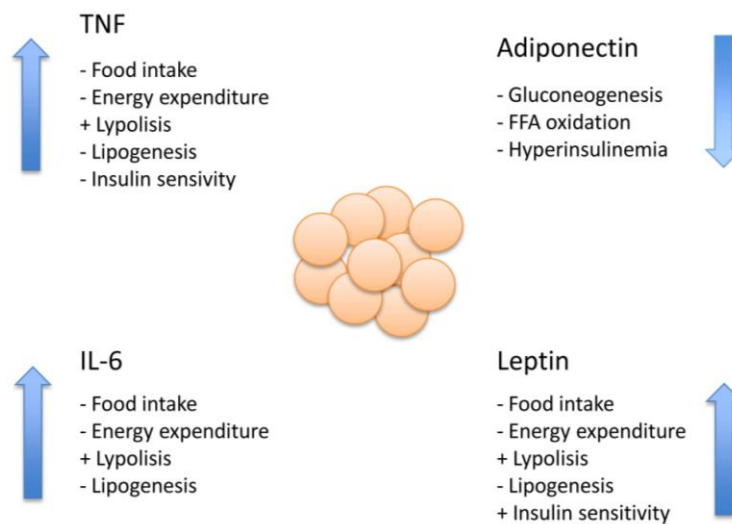 TNF
- Food intake
- Energy expenditure
+ Lypolisis
- Lipogenesis
- Insulin sensivity
Adiponectin
- Gluconeogenesis
- FFA oxidation
- Hyperinsulinemia
IL-6
- Food intake
- Energy expenditure
+ Lypolisis
- Lipogenesis
Leptin
- Food intake
- Energy expenditure
+ Lypolisis
- Lipogenesis
+ Insulin sensitivity